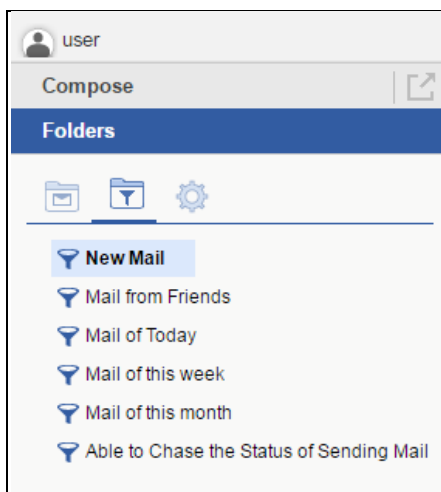 user
Compose
Folders
New Mail
Mail from Friends
Mail of Today
Mail of this week
Mail of this month
Able to Chase the Status of Sending Mail